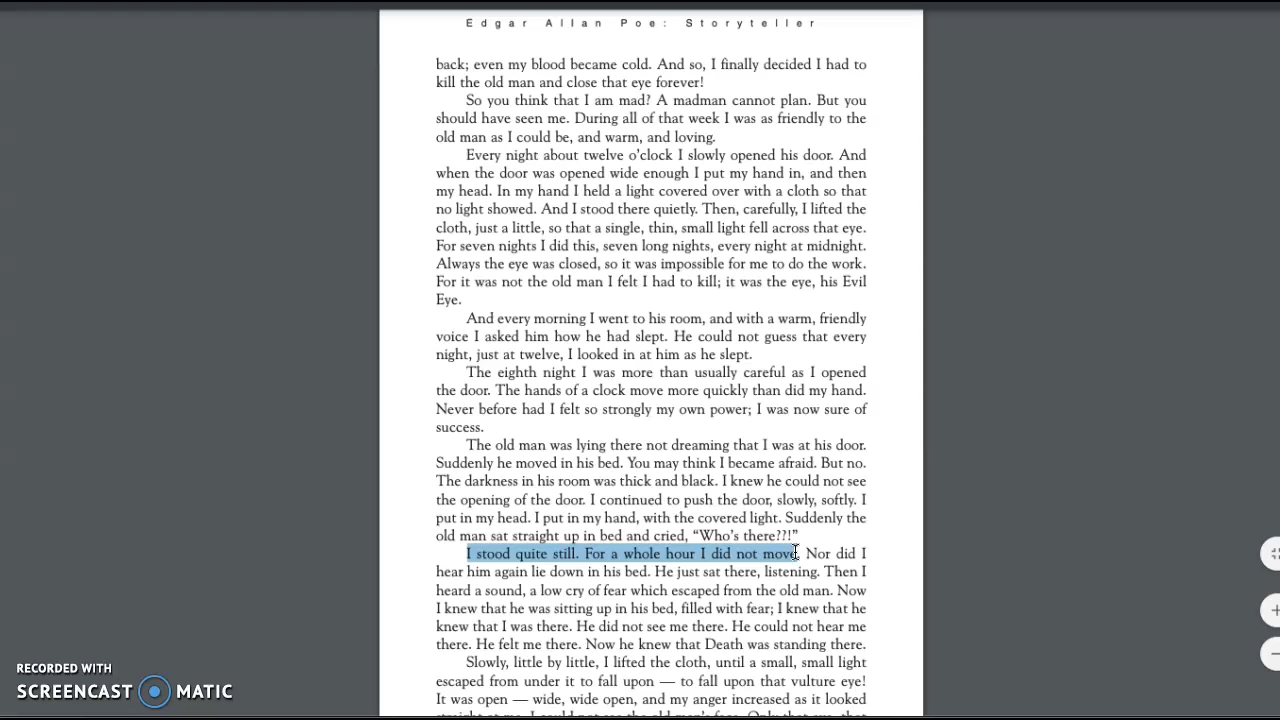 Edgar Allan Poe: Storyteller
back; even my blood became cold. And so, I finally decided I had to
kill the old man and close that eye forever!
So you think that I am mad? A madman cannot plan. But you
should have seen me. During all of that week I was as friendly to the
old man as I could be, and warm, and loving.
Every night about twelve o’clock I slowly opened his door. And
when the door was opened wide enough I put my hand in, and then
my head. In my hand I held a light covered over with a cloth so that
no light showed. And I stood there quietly. Then, carefully, I lifted the
cloth, just a little, so that a single, thin, small light fell across that eye.
For seven nights I did this, seven long nights, every night at midnight.
Always the eye was closed, so it was impossible for me to do the work.
For it was not the old man I felt I had to kill; it was the eye, his Evil
Eye.
And every morning I went to his room, and with a warm, friendly
voice I asked him how he had slept. He could not guess that every
night, just at twelve, I looked in at him as he slept.
The eighth night I was more than usually careful as I opened
the door. The hands of a clock move more quickly than did my hand.
Never before had I felt so strongly my own power; I was now sure of
success.
The old man was lying there not dreaming that I was at his door.
Suddenly he moved in his bed. You may think I became afraid. But no.
The darkness in his room was thick and black. I knew he could not see
the opening of the door. I continued to push the door, slowly, softly. I
put in my head. I put in my hand, with the covered light. Suddenly the
old man sat straight up in bed and cried, “Who’s there??!”
I stood quite still. For a whole hour I did not move. Nor did I
hear him again lie down in his bed. He just sat there, listening. Then I
heard a sound, a low cry of fear which escaped from the old man. Now
I knew that he was sitting up in his bed, filled with fear; I knew that he
knew that I was there. He did not see me there. He could not hear me
there. He felt me there. Now he knew that Death was standing there.
Slowly, little by little, I lifted the cloth, until a small, small light
escaped from under it to fall upon — to fall upon that vulture eye!
It was open — wide, wide open, and my anger increased as it looked
straight at me. I could not see the old man’s face. Only that eye, that
RECORDED WITH
SCREENCAST MATIC